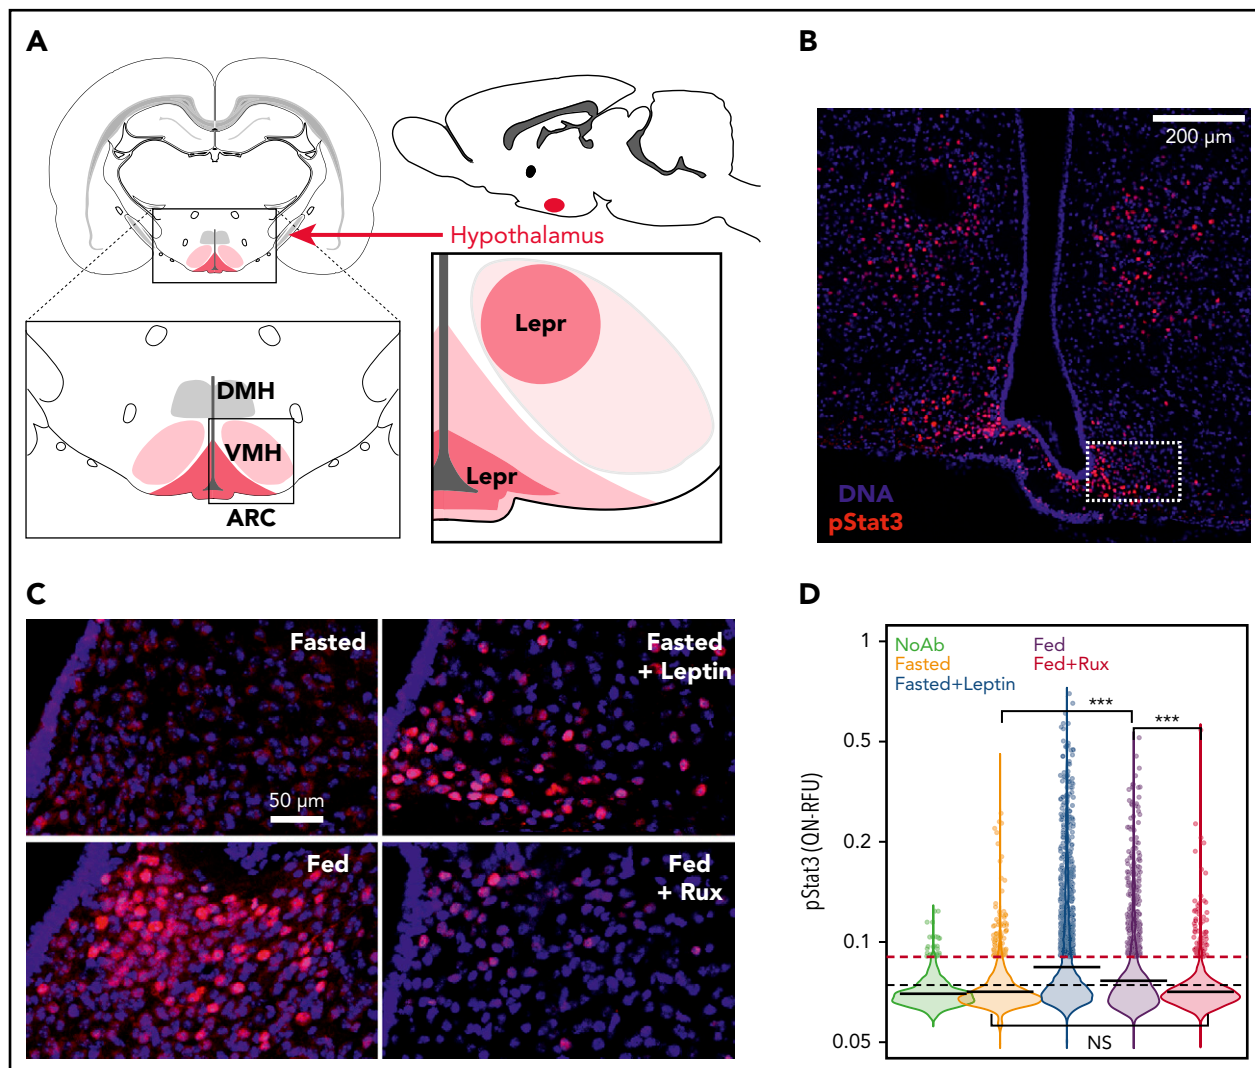 A
Hypothalamus
DMH
VMH
ARC
Lepr
Lepr
B
200 µm
DNA
pStat3
C
Fasted
50 µm
Fasted
+ Leptin
Fed
Fed
+ Rux
D
NoAb
Fasted
Fasted+Leptin
Fed
Fed+Rux
***
***
NS
pStat3 (QN-RFU)
1
0.5
0.2
0.1
0.05